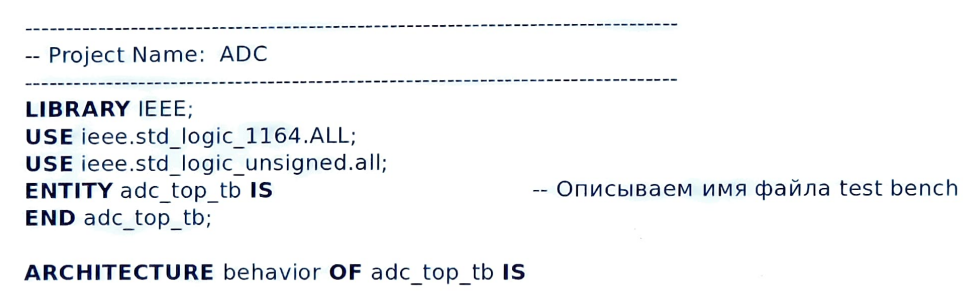 --------------------------------------------------------------------------------
-- Project Name:  ADC
--------------------------------------------------------------------------------
LIBRARY IEEE;
USE ieee.std_logic_1164.ALL;
USE ieee.std_logic_unsigned.all;
ENTITY adc_top_tb IS -- Описываем имя файла test bench
END adc_top_tb;
ARCHITECTURE behavior OF adc_top_tb IS